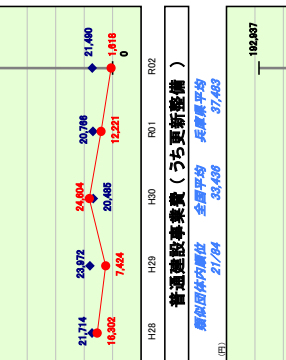 21,714
23,972
24,604
20,766
21,490
16,302
7,424
20,485
12,221
1,618
0
H28
H29
H30
R01
R02
普通建設事業費（うち更新整備　）
類似団体内順位
21/84
全国平均
33,436
兵庫県平均
37,483
(円)
192,937